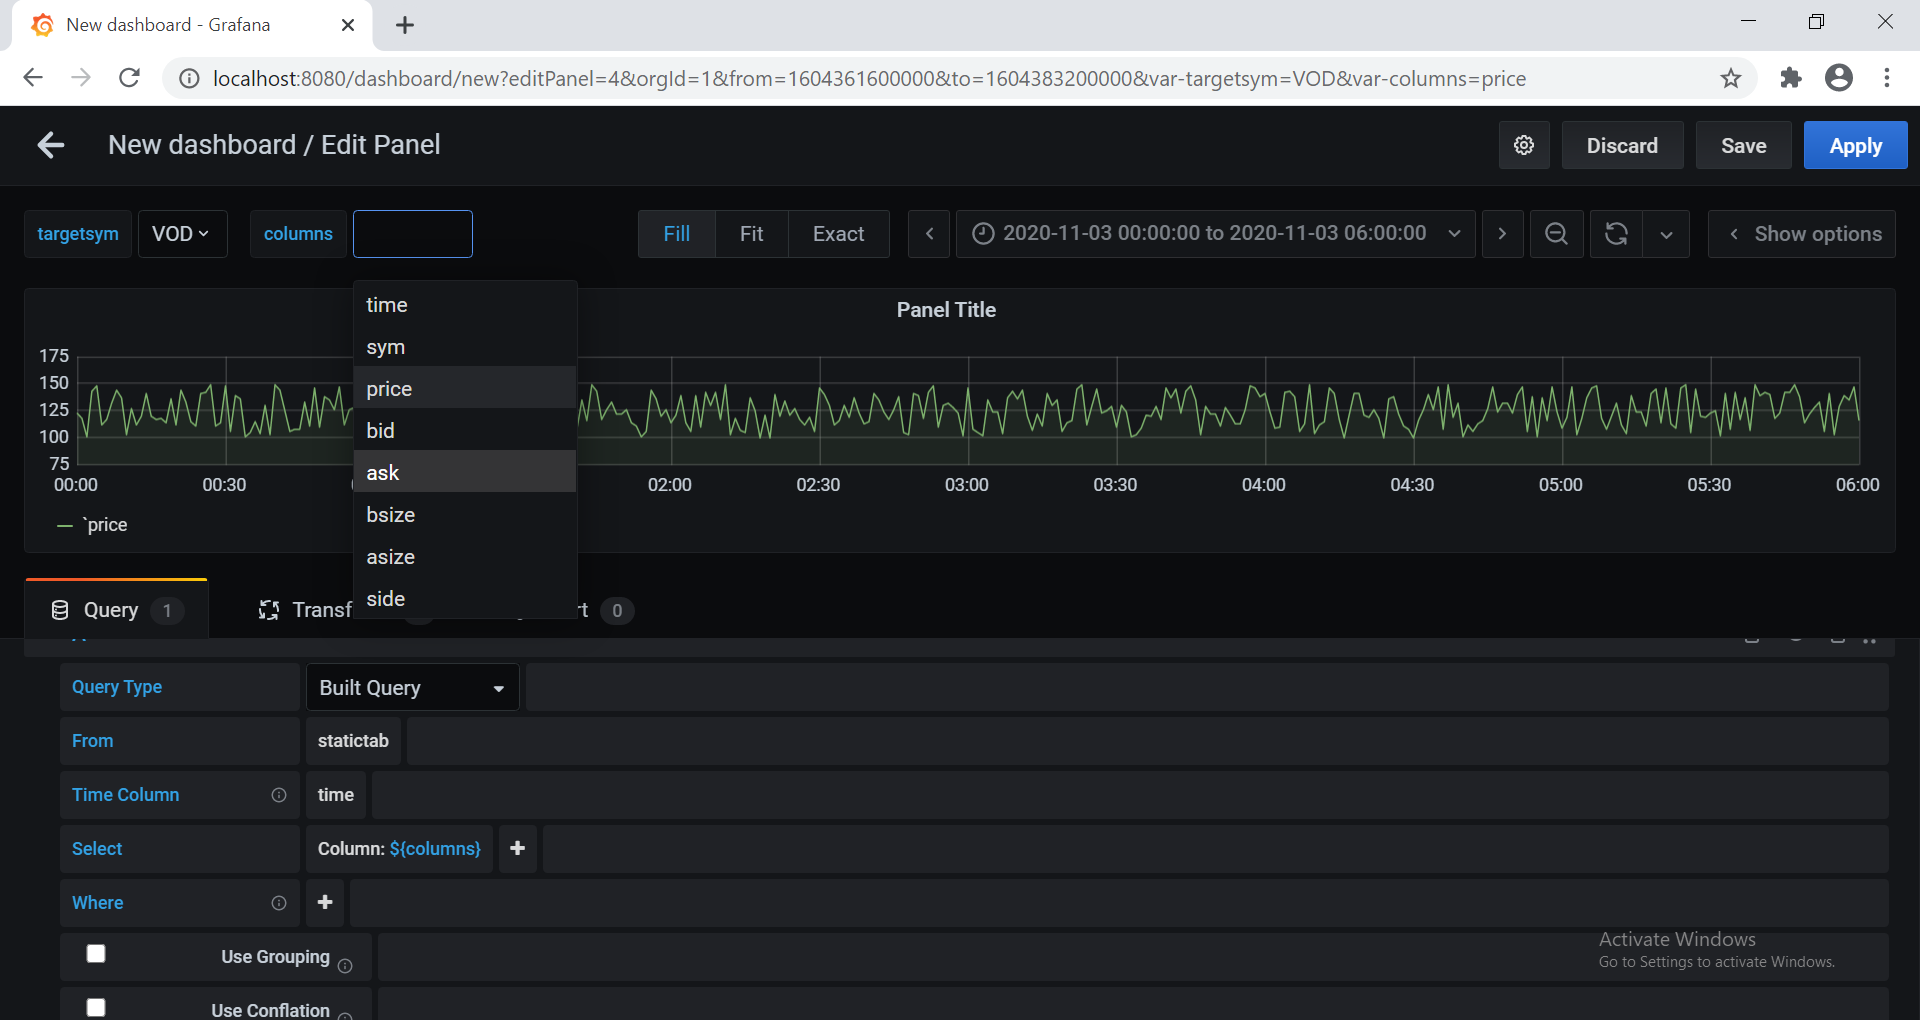 New dashboard - Grafana
localhost:8080/dashboard/new?editPanel=4&orgId=1&from=1604361600000&to=1604383200000&var-targetsym=VOD&var-columns=price
New dashboard / Edit Panel
Discard
Save
Apply
targetsym
VOD
columns
Fill
Fit
Exact
2020-11-03 00:00:00 to 2020-11-03 06:00:00
Show options
time
sym
price
bid
ask
bsize
asize
side
Panel Title
175
150
125
100
75
00:00
00:30
02:00
02:30
03:00
03:30
04:00
04:30
05:00
05:30
06:00
`price
Query 1
Transf
rt 0
Query Type
Built Query
From
statictab
Time Column
time
Select
Column: ${columns}
Where
Use Grouping
Use Conflation
Activate Windows
Go to Settings to activate Windows.